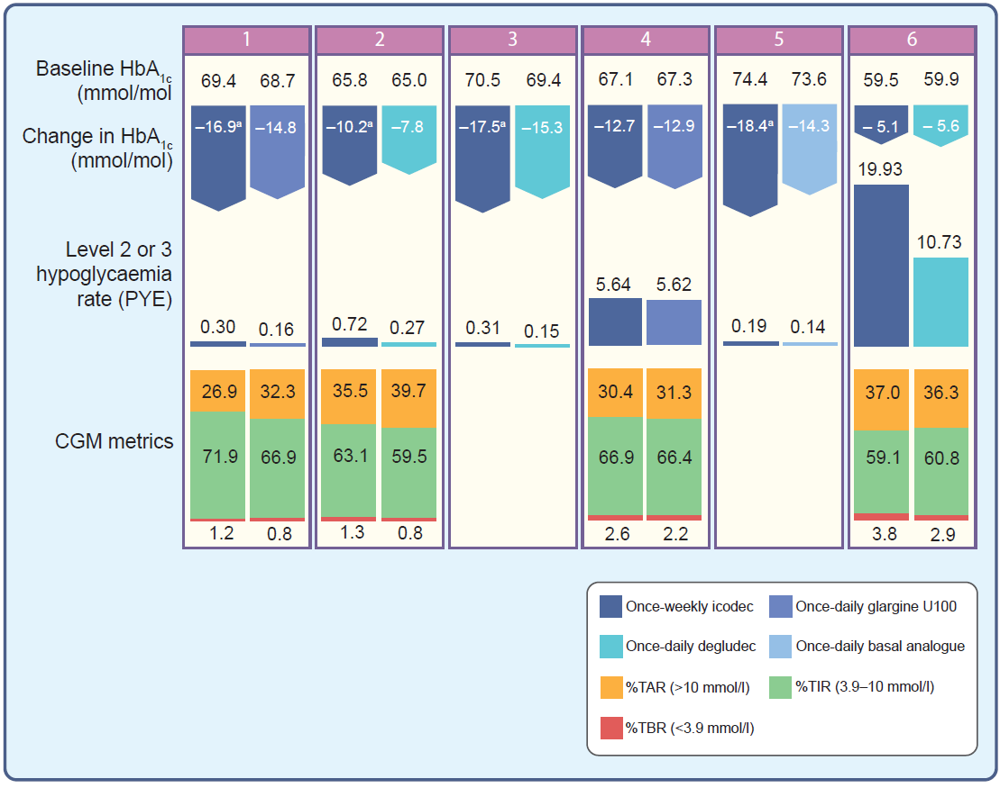 1 2 3 4 5 6
Baseline HbA1c
(mmol/mol
69.4 68.7 65.8 65.0 70.5 69.4 67.1 67.3 74.4 73.6 59.5 59.9
Change in HbA1c
(mmol/mol)
–16.9a –14.8 –10.2a –7.8 –17.5a –15.3 –12.7 –12.9 –18.4a –14.3 – 5.1 – 5.6
Level 2 or 3
hypoglycaemia
rate (PYE)
0.30 0.16 0.72 0.27 0.31 0.15 5.64 5.62 0.19 0.14 19.93 10.73
CGM metrics
26.9 32.3 35.5 39.7 30.4 31.3 37.0 36.3
71.9 66.9 63.1 59.5 66.9 66.4 59.1 60.8
1.2 0.8 1.3 0.8 2.6 2.2 3.8 2.9
Once-weekly icodec
Once-daily glargine U100
Once-daily degludec
Once-daily basal analogue
%TAR (>10 mmol/l)
%TIR (3.9–10 mmol/l)
%TBR (<3.9 mmol/l)